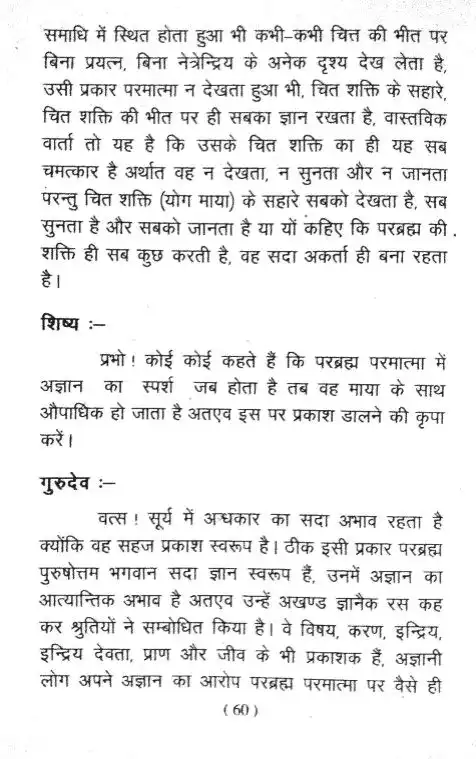 समाधि में स्थित होता हुआ भी कभी-कभी चित्त की भीत पर
बिना प्रयत्न, बिना नेत्रेन्द्रिय के अनेक दृश्य देख लेता है,
उसी प्रकार परमात्मा न देखता हुआ भी, चित शक्ति के सहारे,
चित शक्ति की भीत पर ही सबका ज्ञान रखता है, वास्तविक
वार्ता तो यह है कि उसके चित शक्ति का ही यह सब
चमत्कार है अर्थात वह न देखता, न सुनता और न जानता
परन्तु चित शक्ति (योग माया) के सहारे सबको देखता है, सब
सुनता है और सबको जानता है या यों कहिए कि परब्रह्म की
शक्ति ही सब कुछ करती है, वह सदा अकर्ता ही बना रहता
है।
शिष्य :–
प्रभो ! कोई कोई कहते हैं कि परब्रह्म परमात्मा में
अज्ञान का स्पर्श जब होता है तब वह माया के साथ
औपाधिक हो जाता है अतएव इस पर प्रकाश डालने की कृपा
करें।
गुरुदेव :–
वत्स ! सूर्य में अन्धकार का सदा अभाव रहता है
क्योंकि वह सहज प्रकाश स्वरूप है। ठीक इसी प्रकार परब्रह्म
पुरुषोत्तम भगवान सदा ज्ञान स्वरूप हैं, उनमें अज्ञान का
आत्यान्तिक अभाव है अतएव उन्हें अखण्ड ज्ञानैक रस कह
कर श्रुतियों ने सम्बोधित किया है। वे विषय, करण, इन्द्रिय,
इन्द्रिय देवता, प्राण और जीव के भी प्रकाशक हैं, अज्ञानी
लोग अपने अज्ञान का आरोप परब्रह्म परमात्मा पर वैसे ही
(60)